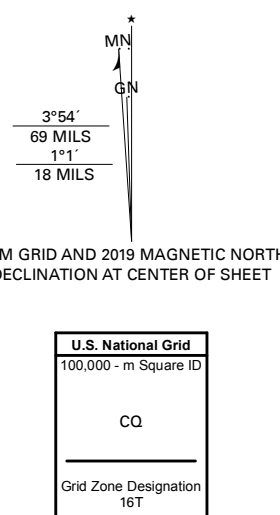 ★
MN
GN
3°54´
69 MILS
1°1´
18 MILS
M GRID AND 2019 MAGNETIC NORTH
DECLINATION AT CENTER OF SHEET
U.S. National Grid
100,000 - m Square ID
CQ
Grid Zone Designation
16T